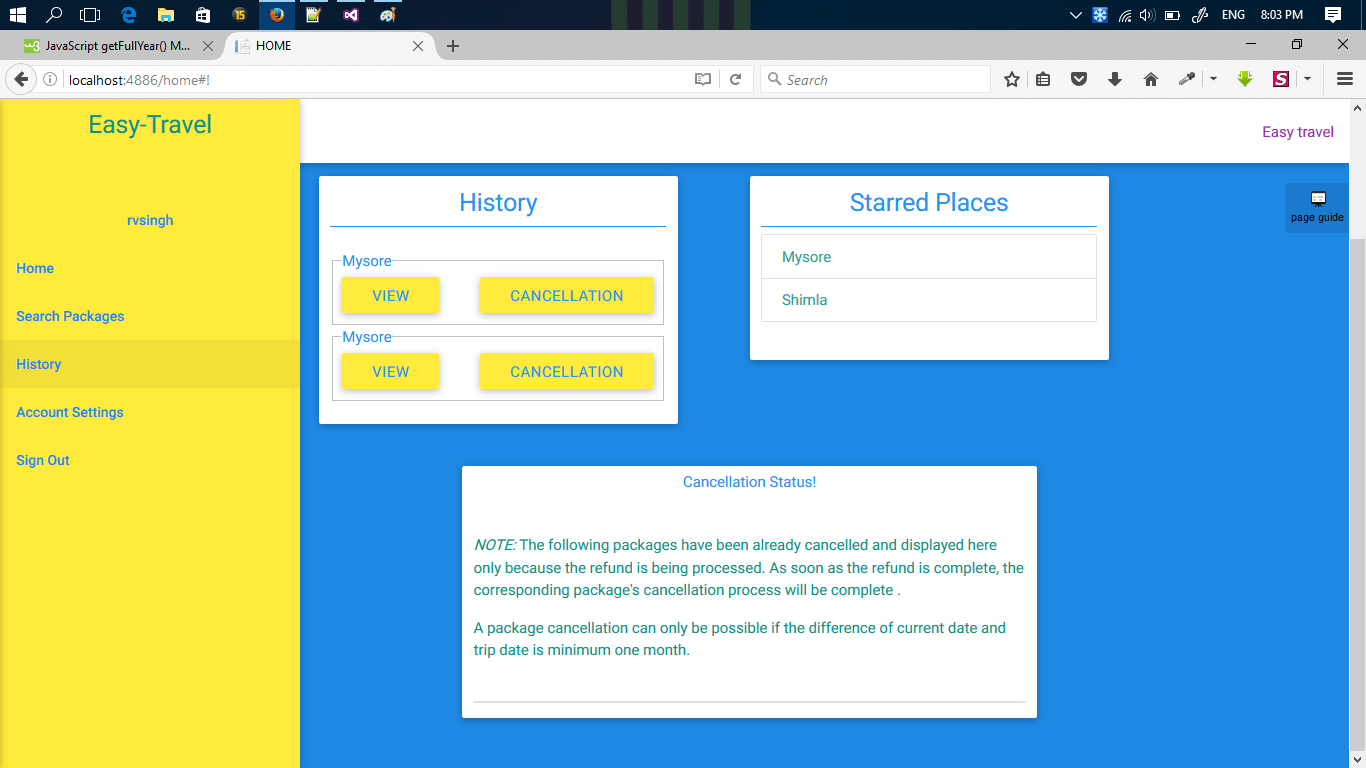 15
ENG
8:03 PM
JavaScript getFullYear() M...
HOME
localhost:4886/home#!
Search
S
Easy-Travel
Easy travel
rvsingh
Home
Search Packages
History
Account Settings
Sign Out
History
Mysore
VIEW
CANCELLATION
Mysore
VIEW
CANCELLATION
Starred Places
Mysore
Shimla
page guide
Cancellation Status!
NOTE: The following packages have been already cancelled and displayed here
only because the refund is being processed. As soon as the refund is complete, the
corresponding package's cancellation process will be complete .
A package cancellation can only be possible if the difference of current date and
trip date is minimum one month.